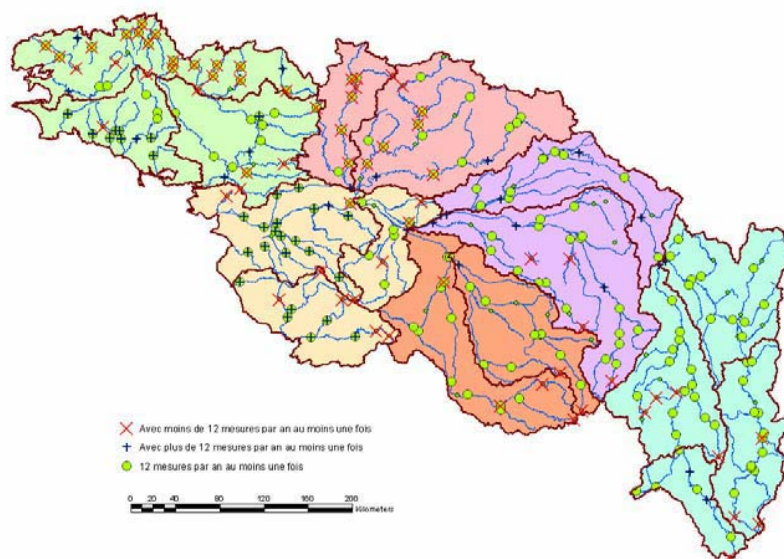 Avec moins de 12 mesures par an au moins une fois
Avec plus de 12 mesures par an au moins une fois
12 mesures par an au moins une fois
0 20 40 80 120 160 200
Kilometers